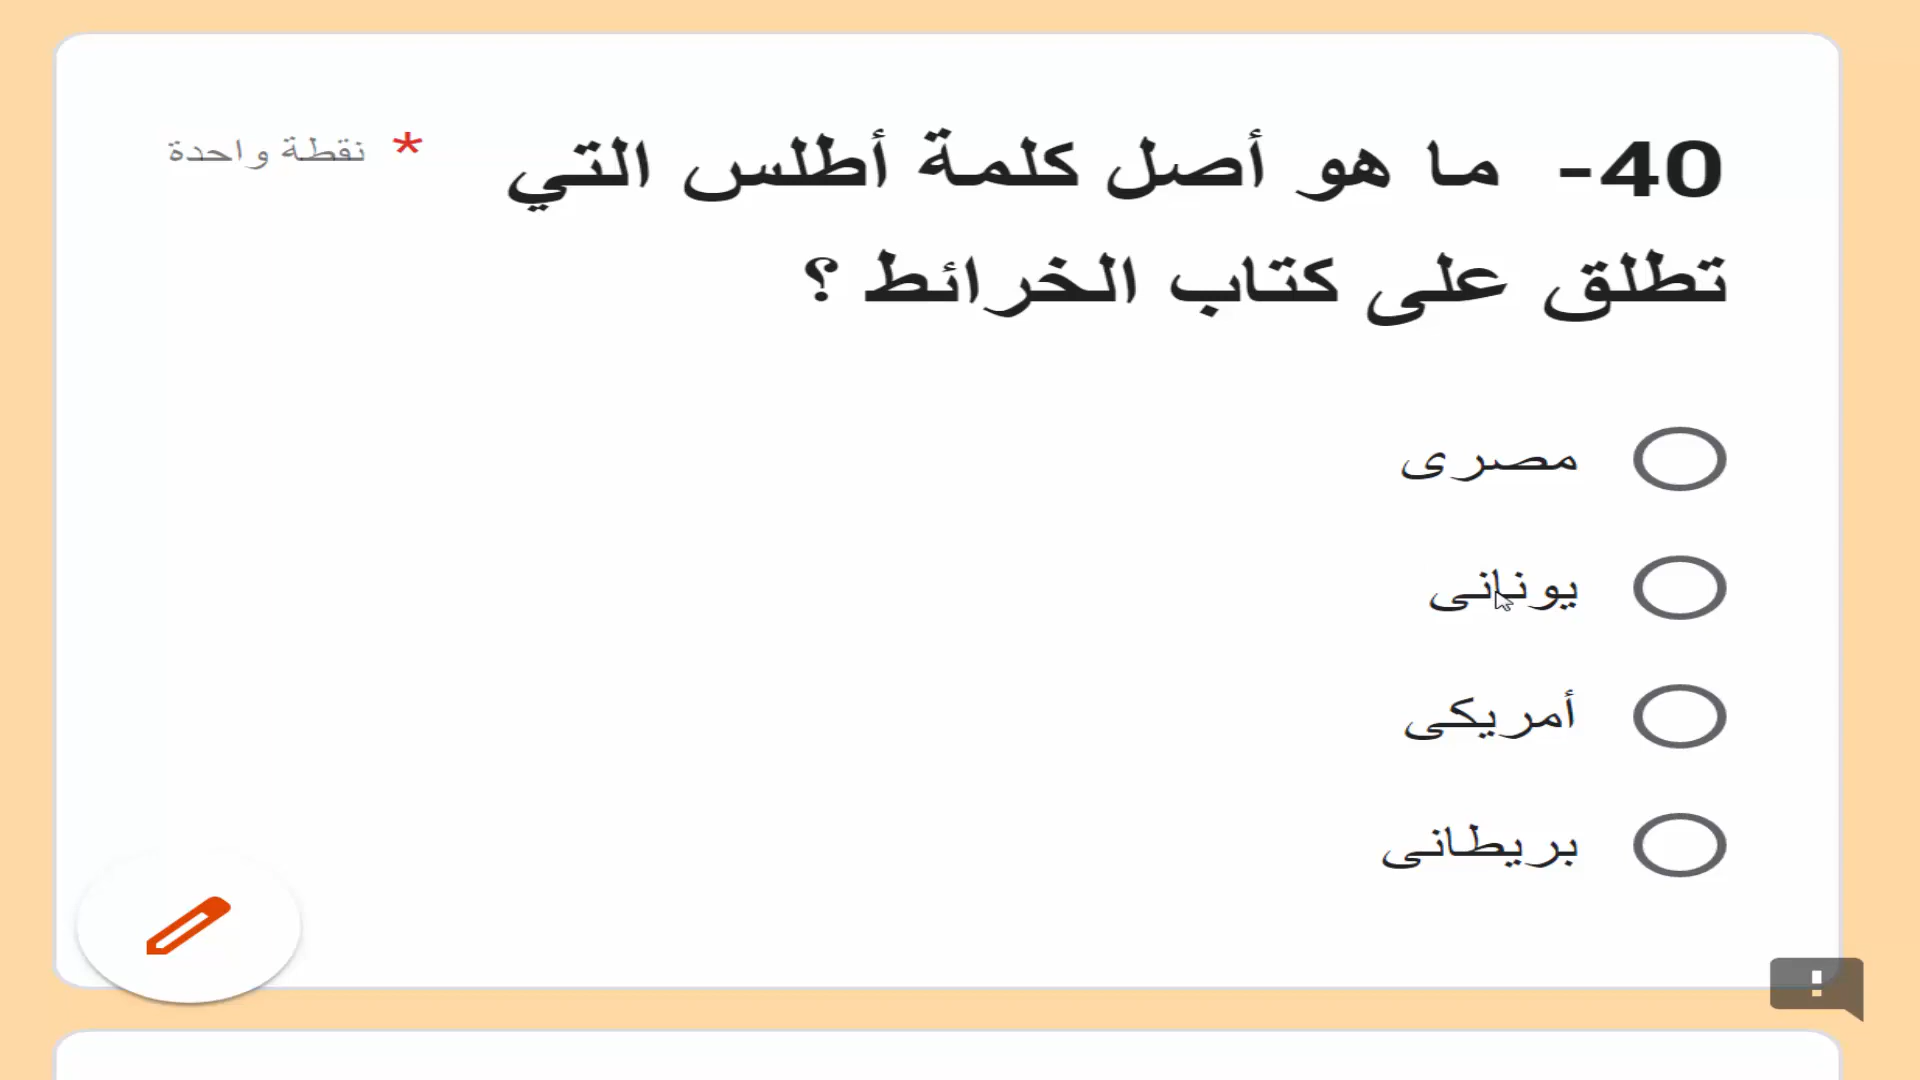 40- ما هو أصل كلمة أطلس التي * نقطة واحدة
تطلق على كتاب الخرائط ؟
مصرى
يونانى
أمريكى
بريطانى